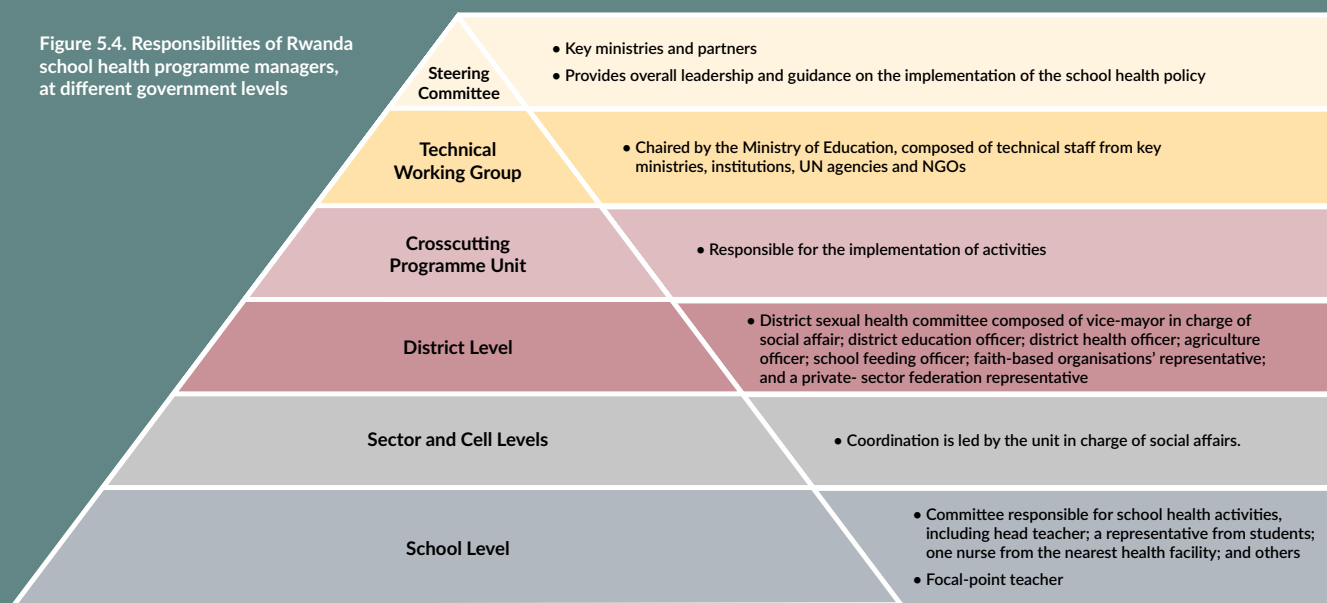 Figure 5.4. Responsibilities of Rwanda
school health programme managers,
at different government levels
Steering
Committee
• Key ministries and partners
• Provides overall leadership and guidance on the implementation of the school health policy
Technical
Working Group
• Chaired by the Ministry of Education, composed of technical staff from key
ministries, institutions, UN agencies and NGOs
Crosscutting
Programme Unit
• Responsible for the implementation of activities
District Level
• District sexual health committee composed of vice-mayor in charge of
social affair; district education officer; district health officer; agriculture
officer; school feeding officer; faith-based organisations' representative;
and a private- sector federation representative
Sector and Cell Levels
• Coordination is led by the unit in charge of social affairs.
School Level
• Committee responsible for school health activities,
including head teacher; a representative from students;
one nurse from the nearest health facility; and others
• Focal-point teacher